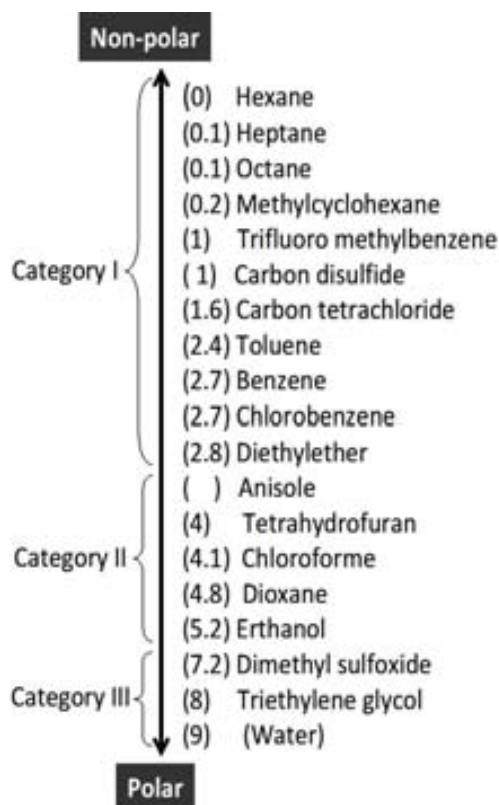 Non-polar
(0) Hexane
(0.1) Heptane
(0.1) Octane
(0.2) Methylcyclohexane
(1) Trifluoro methylbenzene
Category I
( 1) Carbon disulfide
(1.6) Carbon tetrachloride
(2.4) Toluene
(2.7) Benzene
(2.7) Chlorobenzene
(2.8) Diethylether
( ) Anisole
(4) Tetrahydrofuran
Category II
(4.1) Chloroforme
(4.8) Dioxane
(5.2) Erthanol
(7.2) Dimethyl sulfoxide
Category III
(8) Triethylene glycol
(9) (Water)
Polar